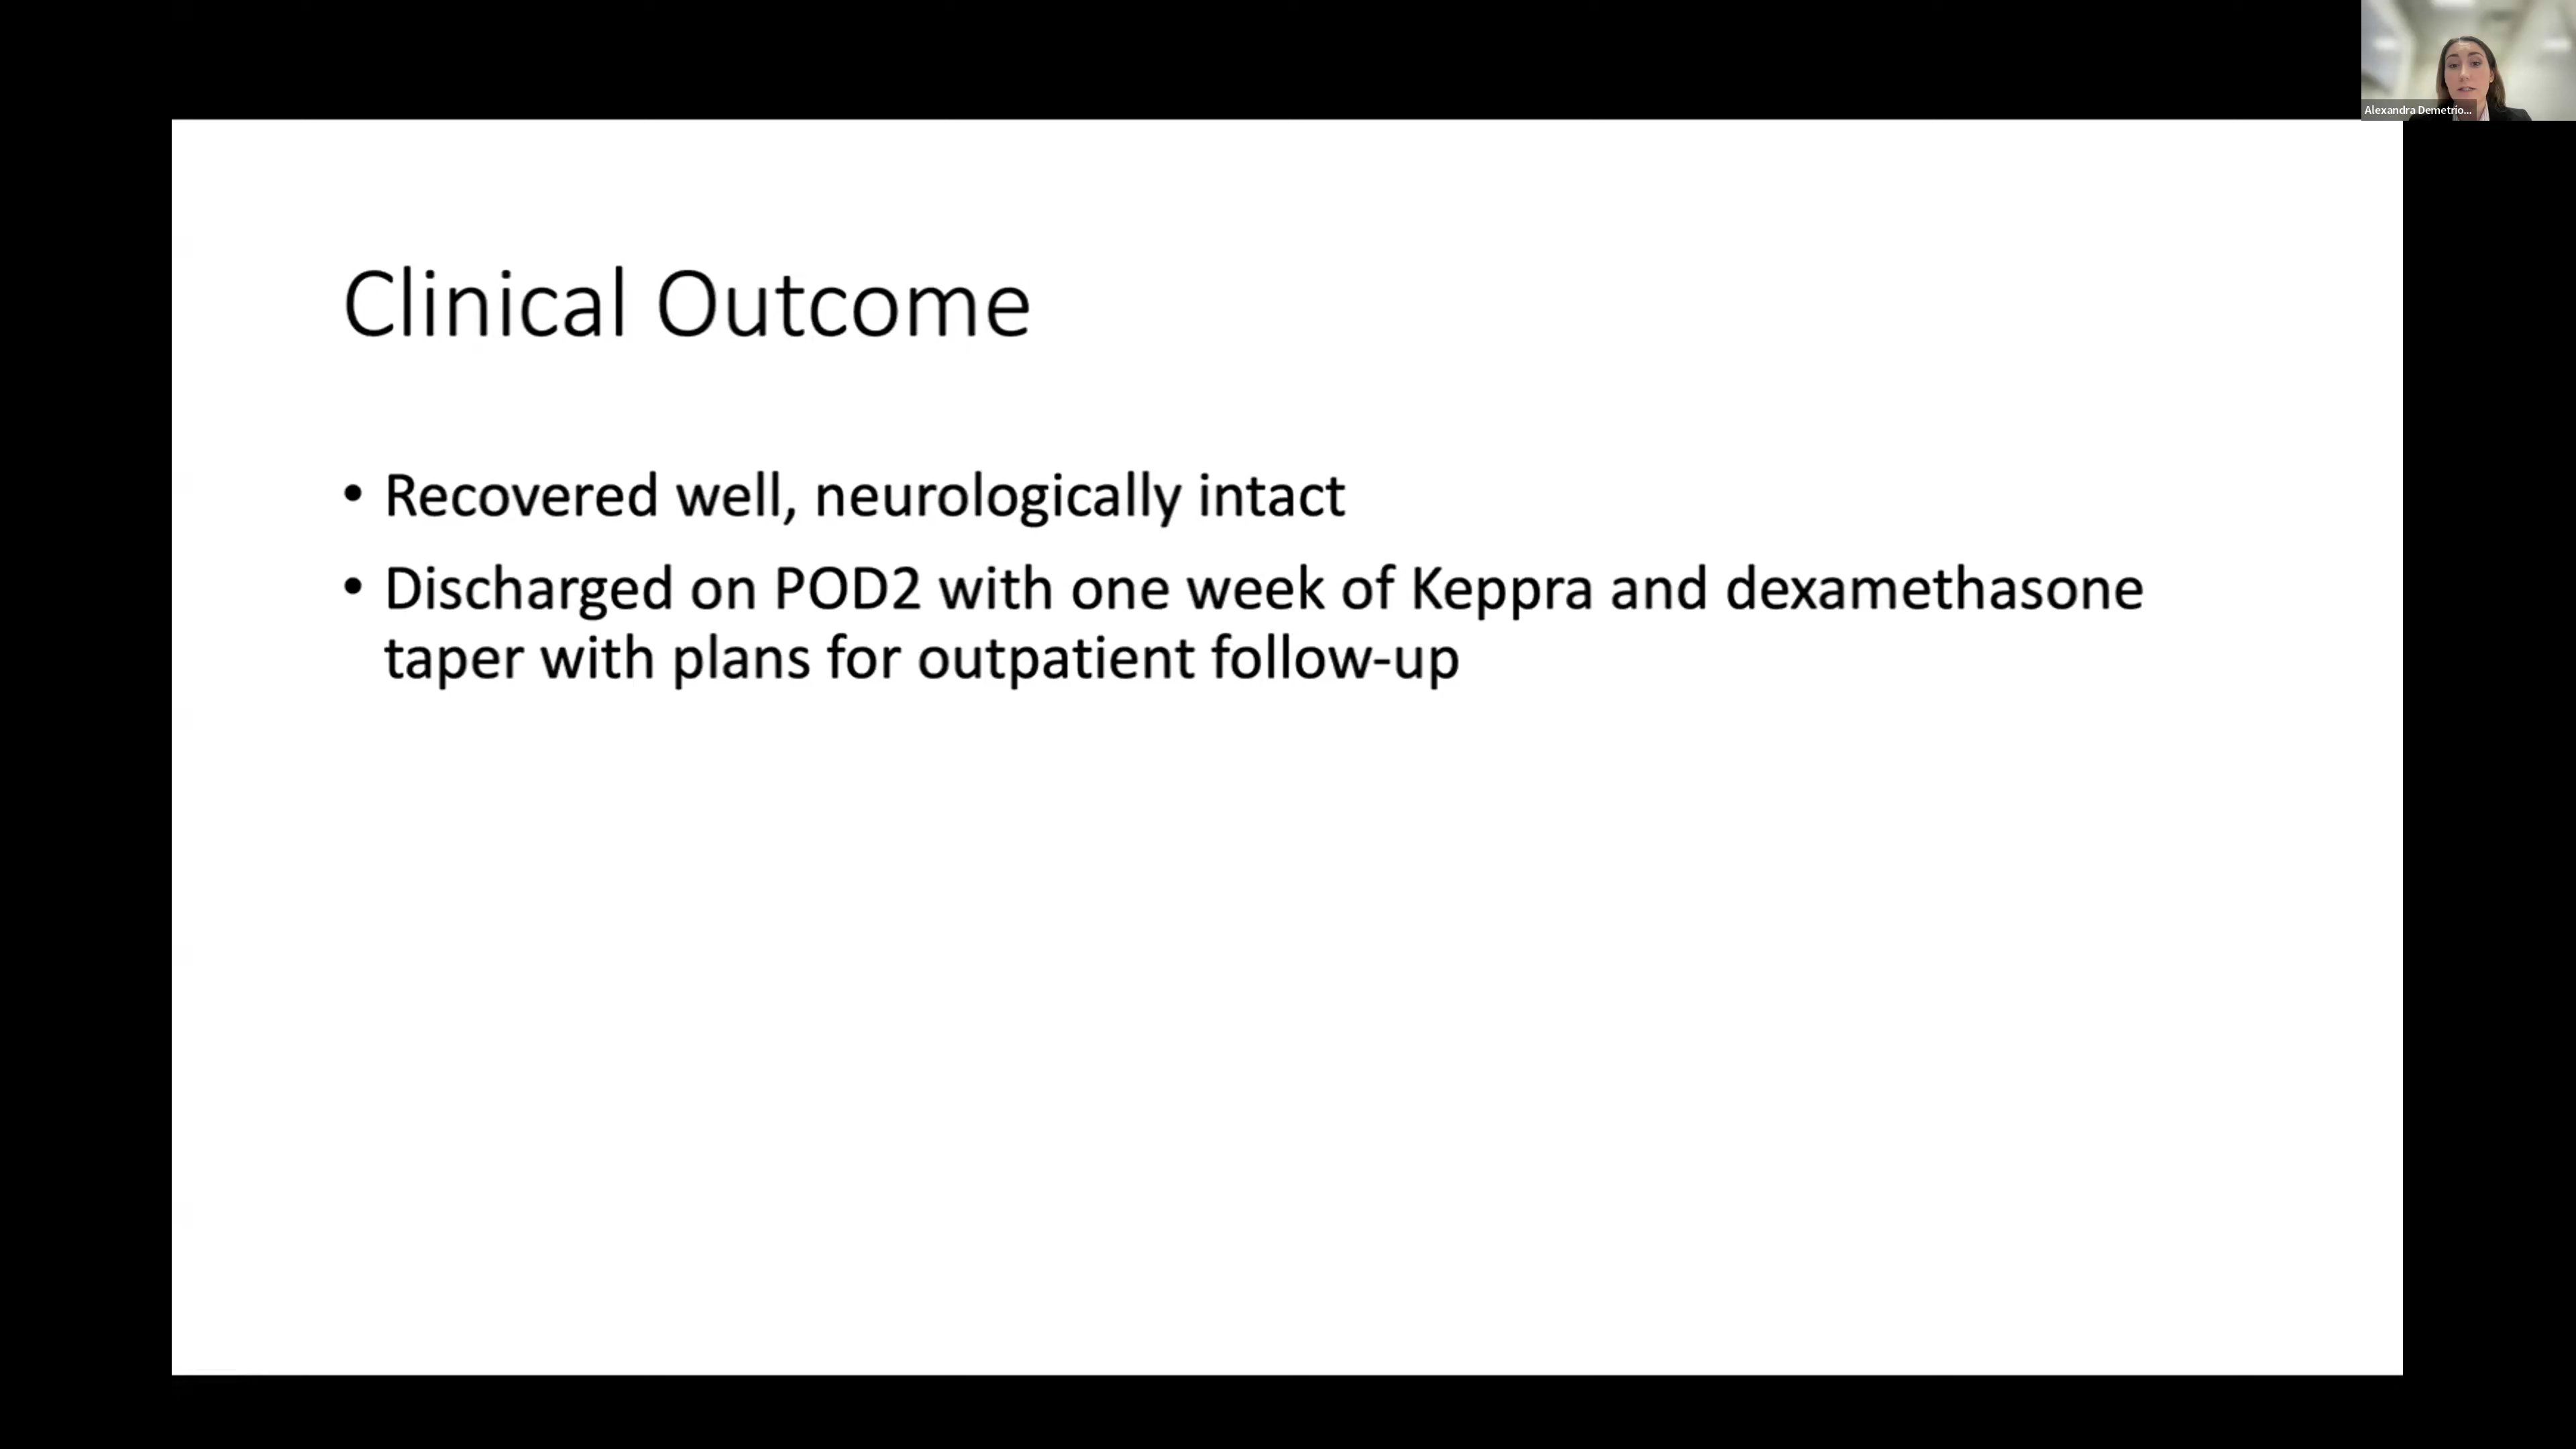 Alexandra Demetrio...
Clinical Outcome
• Recovered well, neurologically intact
• Discharged on POD2 with one week of Keppra and dexamethasone
taper with plans for outpatient follow-up